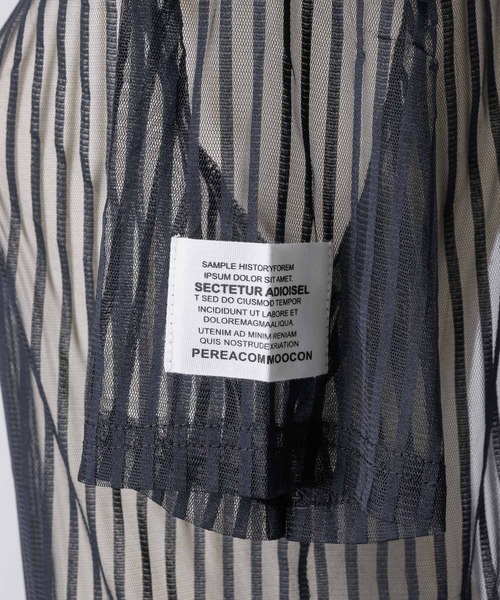 SAMPLE HISTORYFOREM
IPSUM DOLOR SIT AMET.
SECTETUR ADIOISEL
T SED DO CIUSMOD TEMPOR
INCIDIDUNT UT LABORE ET
DOLOREMAGMAALIQUA.
UTENIM AD MINIM RENIAM
QUIS NOSTRUDEXRIATION
PEREACOMMOOCON